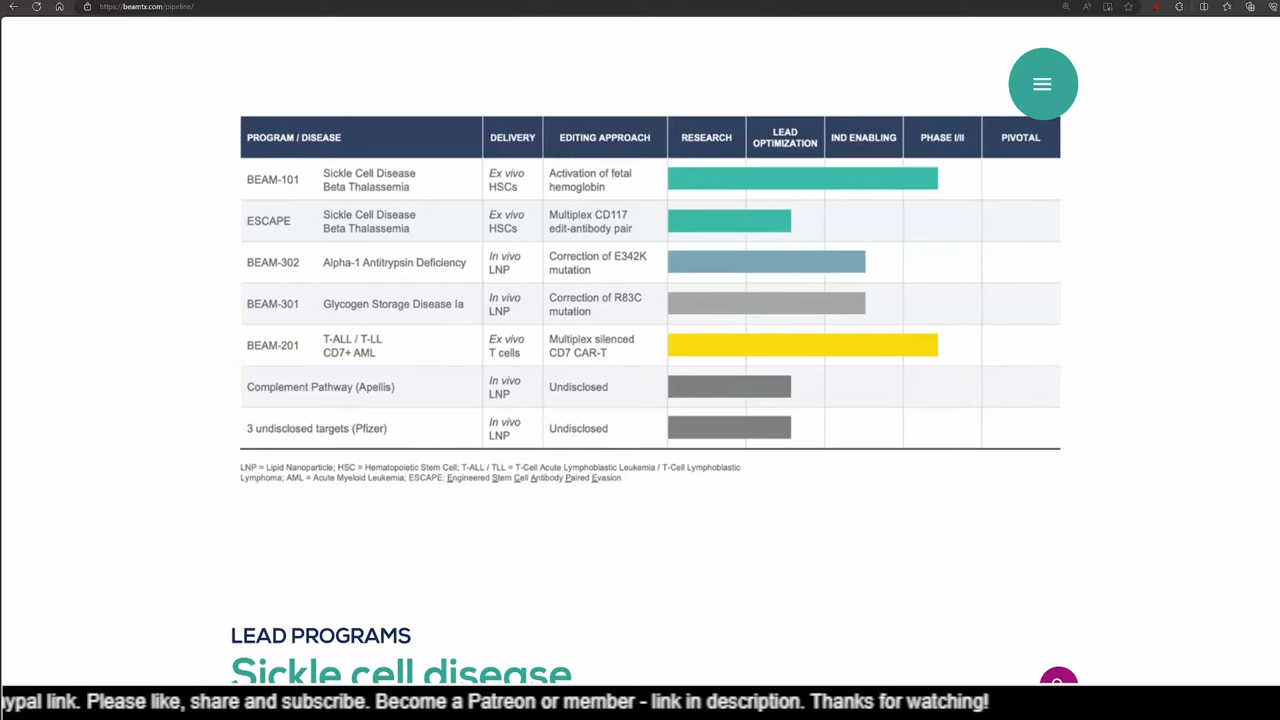 https://beamtx.com/pipeline/
PROGRAM / DISEASE DELIVERY EDITING APPROACH RESEARCH LEAD OPTIMIZATION IND ENABLING PHASE I/II PIVOTAL
BEAM-101 Sickle Cell Disease Ex vivo Activation of fetal
Beta Thalassemia HSCs hemoglobin
ESCAPE Sickle Cell Disease Ex vivo Multiplex CD117
Beta Thalassemia HSCs edit-antibody pair
BEAM-302 Alpha-1 Antitrypsin Deficiency In vivo Correction of E342K
LNP mutation
BEAM-301 Glycogen Storage Disease Ia In vivo Correction of R83C
LNP mutation
BEAM-201 T-ALL / T-LL Ex vivo Multiplex silenced
CD7+ AML T cells CD7 CAR-T
Complement Pathway (Apellis) In vivo Undisclosed
LNP
3 undisclosed targets (Pfizer) In vivo Undisclosed
LNP
LNP = Lipid Nanoparticle; HSC = Hematopoietic Stem Cell; T-ALL / TLL = T-Cell Acute Lymphoblastic Leukemia / T-Cell Lymphoblastic
Lymphoma; AML = Acute Myeloid Leukemia; ESCAPE: Engineered Stem Cell Antibody Paired Evasion
LEAD PROGRAMS
Sickle cell disease
aypal link. Please like, share and subscribe. Become a Patreon or member - link in description. Thanks for watching!